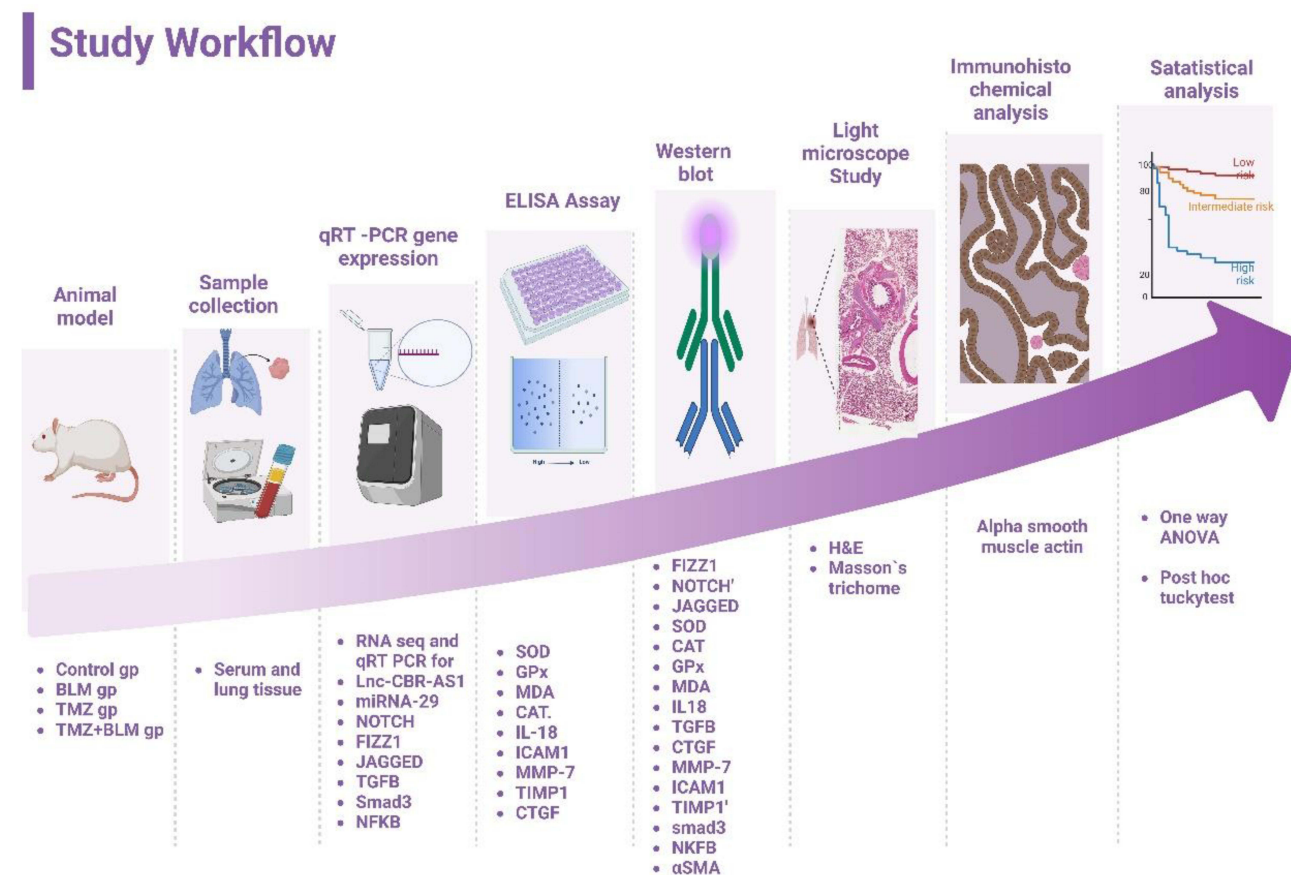 Study Workflow
Animal
model
Control gp
BLM gp
TMZ gp
TMZ+BLM gp
Sample
collection
Serum and
lung tissue
qRT -PCR gene
expression
RNA seq and
qRT PCR for
Lnc-CBR-AS1
miRNA-29
NOTCH
FIZZ1
JAGGED
TGFB
Smad3
NFKB
ELISA Assay
High
Low
SOD
GPx
MDA
CAT.
IL-18
ICAM1
MMP-7
TIMP1
CTGF
Western
blot
FIZZ1
NOTCH'
JAGGED
SOD
CAT
GPx
MDA
IL18
TGFB
CTGF
MMP-7
ICAM1
TIMP1'
smad3
NKFB
αSMA
Light
microscope
Study
H&E
Masson`s
trichome
Immunohisto
chemical
analysis
Alpha smooth
muscle actin
Satatistical
analysis
100
80
20
0
Low
risk
Intermediate risk
High
risk
One way
ANOVA
Post hoc
tuckytest